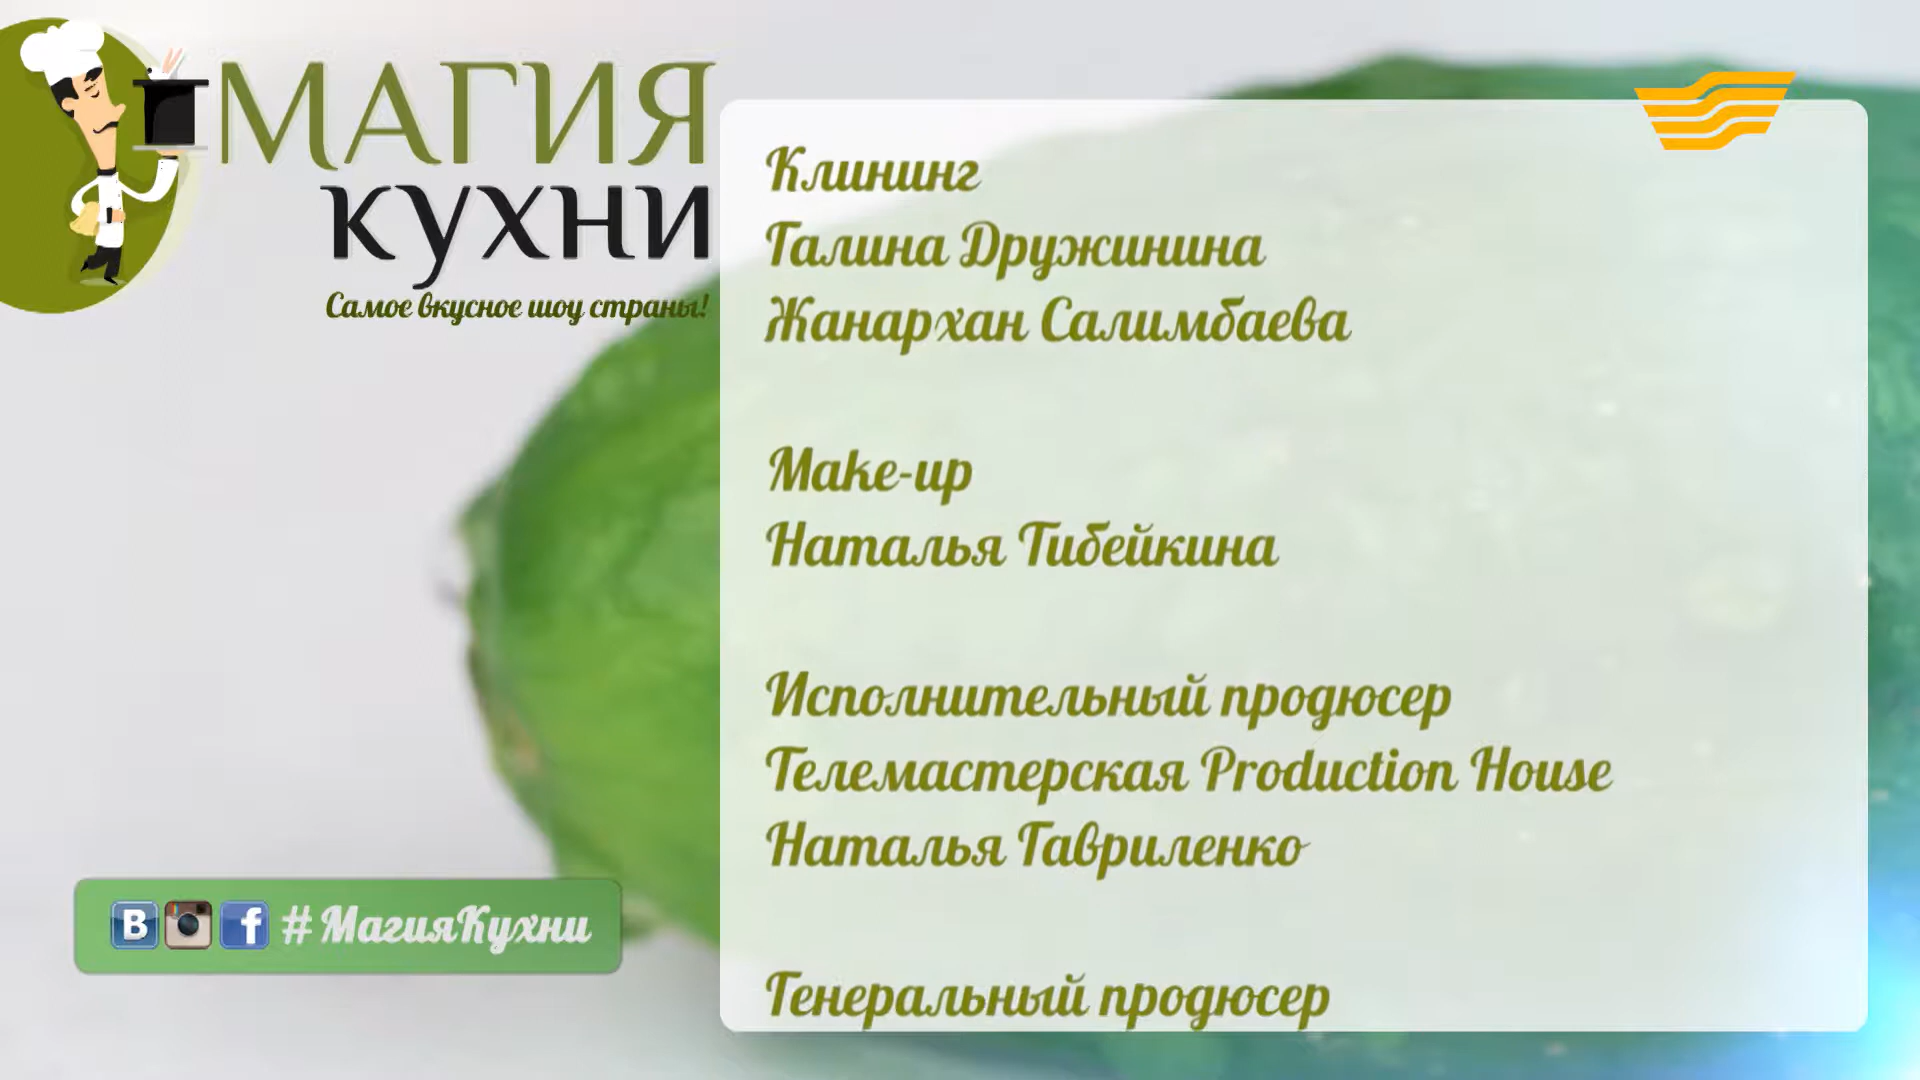 МАГИЯ
кухни
Самое вкусное шоу страны!
Клининг
Галина Дружинина
Жанархан Салимбаева
Make-up
Наталья Тибейкина
Исполнительный продюсер
Телемастерская Production House
Наталья Гавриленко
Генеральный продюсер
#МагияКухни